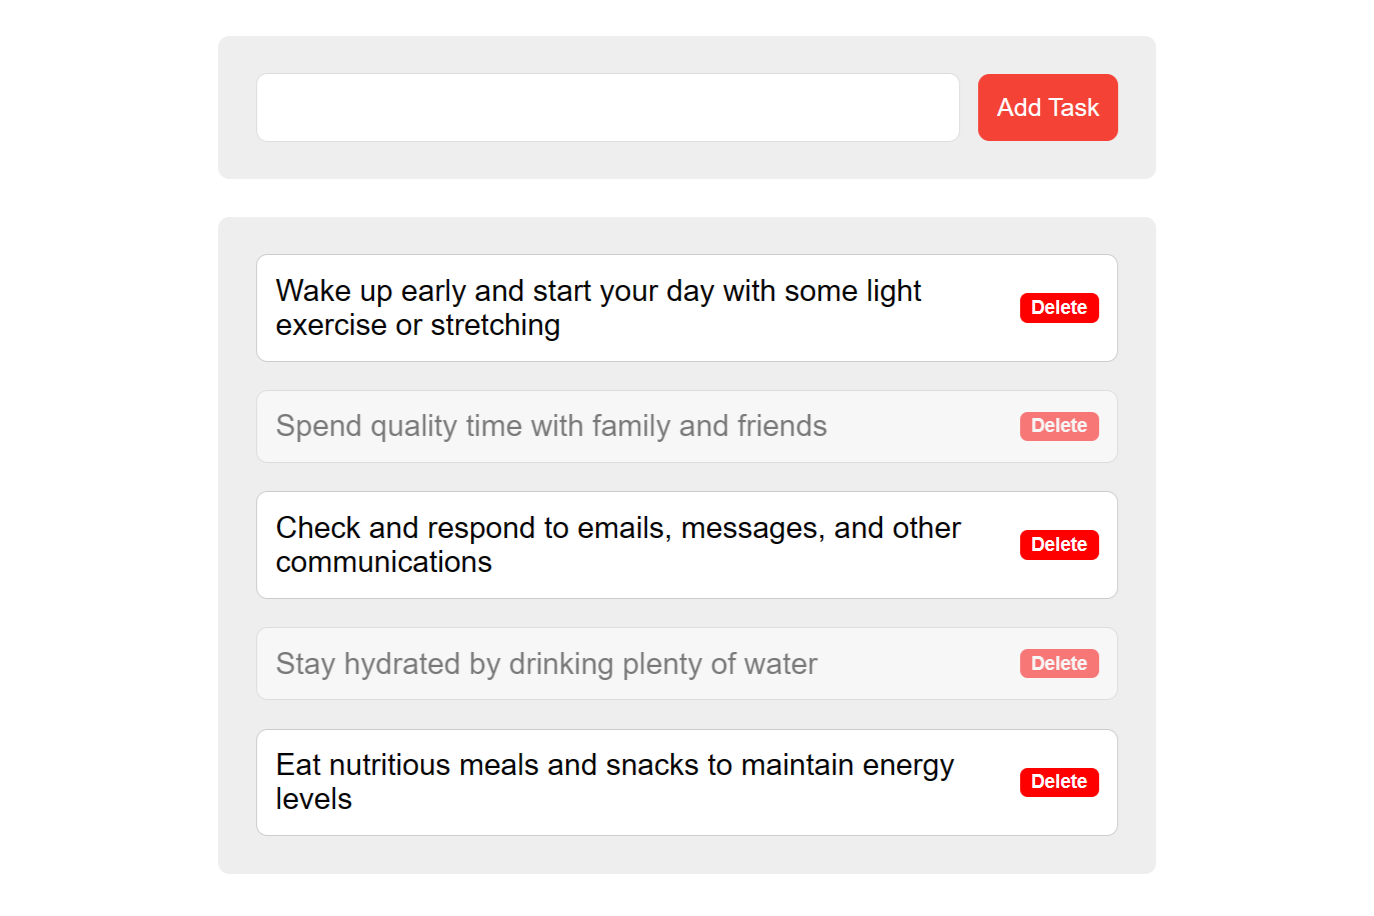 Add Task
Wake up early and start your day with some light
exercise or stretching
Delete
Spend quality time with family and friends
Delete
Check and respond to emails, messages, and other
communications
Delete
Stay hydrated by drinking plenty of water
Delete
Eat nutritious meals and snacks to maintain energy
levels
Delete